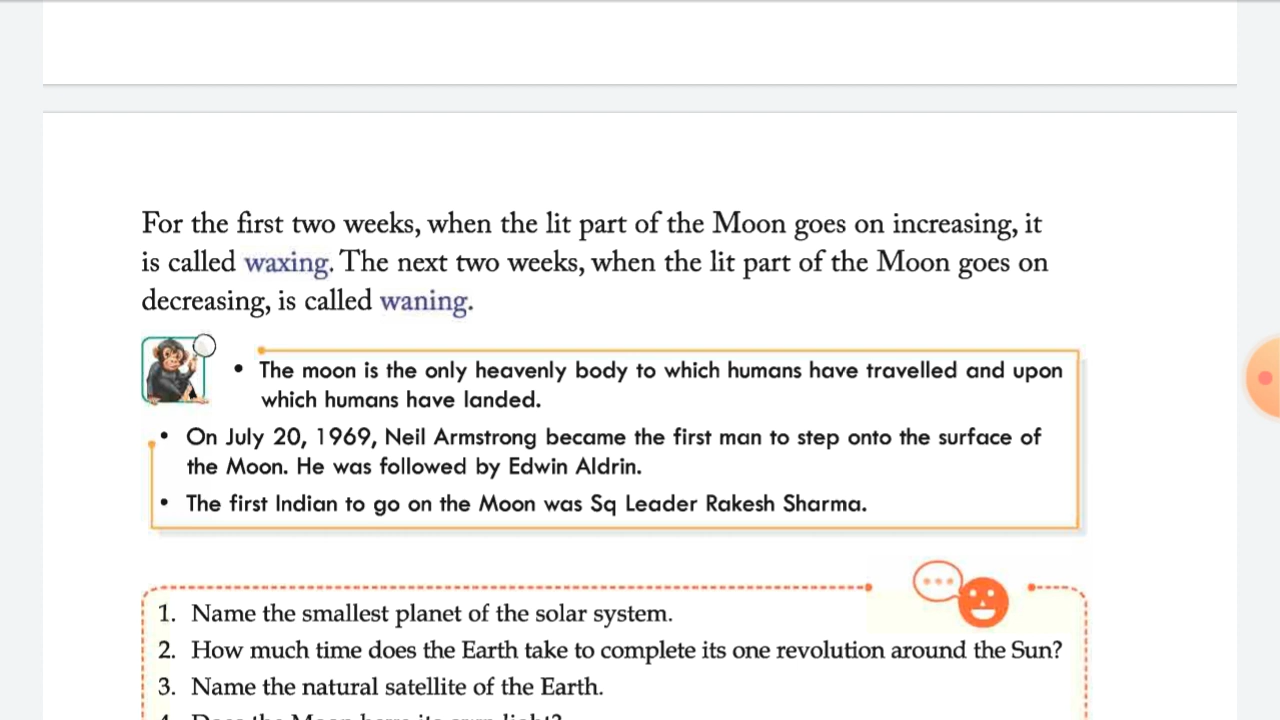 For the first two weeks, when the lit part of the Moon goes on increasing, it
is called waxing. The next two weeks, when the lit part of the Moon goes on
decreasing, is called waning.
• The moon is the only heavenly body to which humans have travelled and upon
which humans have landed.
• On July 20, 1969, Neil Armstrong became the first man to step onto the surface of
the Moon. He was followed by Edwin Aldrin.
• The first Indian to go on the Moon was Sq Leader Rakesh Sharma.
1. Name the smallest planet of the solar system.
2. How much time does the Earth take to complete its one revolution around the Sun?
3. Name the natural satellite of the Earth.